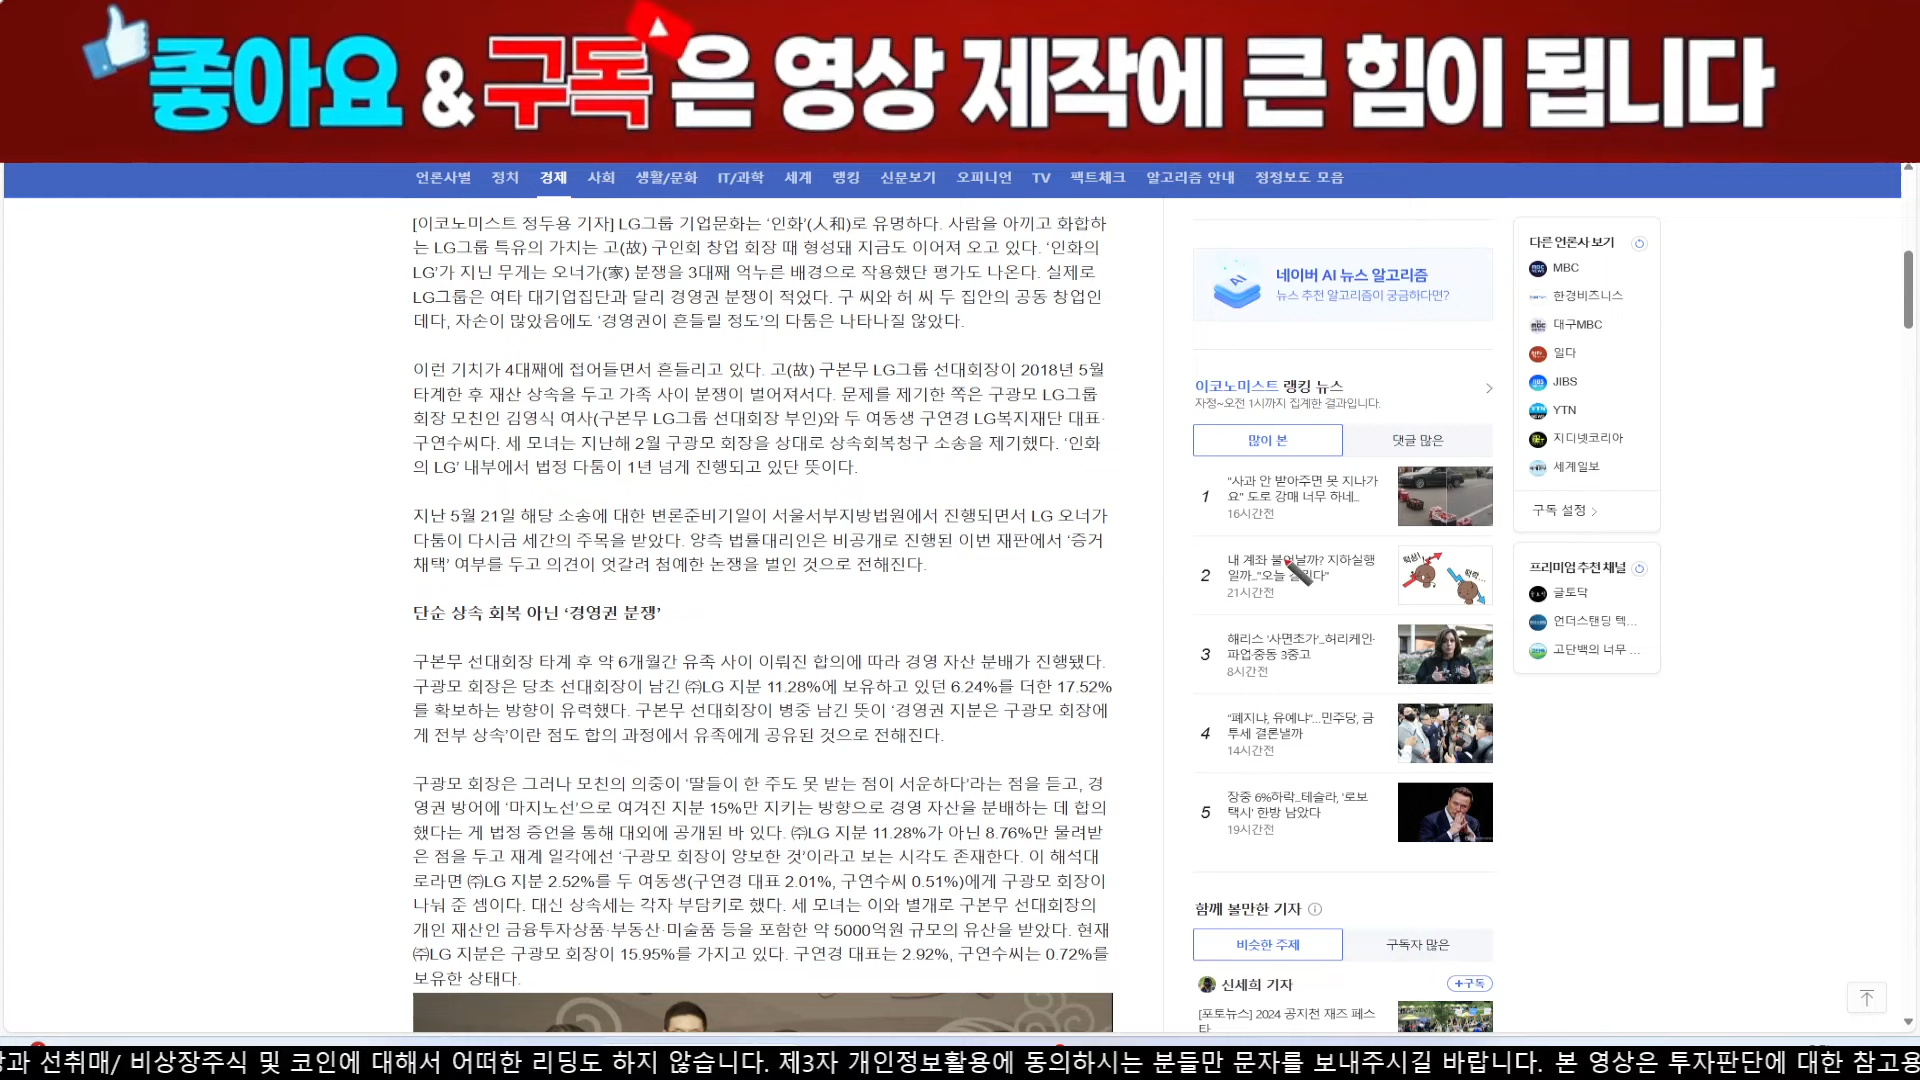 좋아요 & 구독 은 영상 제작에 큰 힘이 됩니다
언론사별 정치 경제 사회 생활/문화 IT/과학 세계 랭킹 신문보기 오피니언 TV 팩트체크 알고리즘 안내 정정보도 모음
[이코노미스트 정두용 기자] LG그룹 기업문화는 ‘인화’(人和)로 유명하다. 사람을 아끼고 화합하
는 LG그룹 특유의 가치는 고(故) 구인회 창업 회장 때 형성돼 지금도 이어져 오고 있다. ‘인화의
LG’가 지닌 무게는 오너가(家) 분쟁을 3대째 억누른 배경으로 작용했단 평가도 나온다. 실제로
LG그룹은 여타 대기업집단과 달리 경영권 분쟁이 적었다. 구 씨와 허 씨 두 집안의 공동 창업인
데다, 자손이 많았음에도 ‘경영권이 흔들릴 정도’의 다툼은 나타나질 않았다.
이런 기치가 4대째에 접어들면서 흔들리고 있다. 고(故) 구본무 LG그룹 선대회장이 2018년 5월
타계한 후 재산 상속을 두고 가족 사이 분쟁이 벌어져서다. 문제를 제기한 쪽은 구광모 LG그룹
회장 모친인 김영식 여사(구본무 LG그룹 선대회장 부인)와 두 여동생 구연경 LG복지재단 대표·
구연수씨다. 세 모녀는 지난해 2월 구광모 회장을 상대로 상속회복청구 소송을 제기했다. ‘인화
의 LG’ 내부에서 법정 다툼이 1년 넘게 진행되고 있단 뜻이다.
지난 5월 21일 해당 소송에 대한 변론준비기일이 서울서부지방법원에서 진행되면서 LG 오너가
다툼이 다시금 세간의 주목을 받았다. 양측 법률대리인은 비공개로 진행된 이번 재판에서 ‘증거
채택’ 여부를 두고 의견이 엇갈려 첨예한 논쟁을 벌인 것으로 전해진다.
단순 상속 회복 아닌 ‘경영권 분쟁’
구본무 선대회장 타계 후 약 6개월간 유족 사이 이뤄진 합의에 따라 경영 자산 분배가 진행됐다.
구광모 회장은 당초 선대회장이 남긴 ㈜LG 지분 11.28%에 보유하고 있던 6.24%를 더한 17.52%
를 확보하는 방향이 유력했다. 구본무 선대회장이 병중 남긴 뜻이 ‘경영권 지분은 구광모 회장에
게 전부 상속’이란 점도 합의 과정에서 유족에게 공유된 것으로 전해진다.
구광모 회장은 그러나 모친의 의중이 ‘딸들이 한 주도 못 받는 점이 서운하다’라는 점을 듣고, 경
영권 방어에 ‘마지노선’으로 여겨진 지분 15%만 지키는 방향으로 경영 자산을 분배하는 데 합의
했다는 게 법정 증언을 통해 대외에 공개된 바 있다. ㈜LG 지분 11.28%가 아닌 8.76%만 물려받
은 점을 두고 재계 일각에선 ‘구광모 회장이 양보한 것’이라고 보는 시각도 존재한다. 이 해석대
로라면 ㈜LG 지분 2.52%를 두 여동생(구연경 대표 2.01%, 구연수씨 0.51%)에게 구광모 회장이
나눠 준 셈이다. 대신 상속세는 각자 부담키로 했다. 세 모녀는 이와 별개로 구본무 선대회장의
개인 재산인 금융투자상품·부동산·미술품 등을 포함한 약 5000억원 규모의 유산을 받았다. 현재
㈜LG 지분은 구광모 회장이 15.95%를 가지고 있다. 구연경 대표는 2.92%, 구연수씨는 0.72%를
보유한 상태다.
네이버 AI 뉴스 알고리즘
뉴스 추천 알고리즘이 궁금하다면?
이코노미스트 랭킹 뉴스
자정~오전 1시까지 집계한 결과입니다.
많이 본 댓글 많은
1 "사과 안 받아주면 못 지나가
요" 도로 강매 너무 하네...
16시간전
2 내 계좌 불어날까? 지하실행
일까..."오늘 갈린다"
21시간전
떡상!
떡락...
3 해리스 '사면초가'...허리케인·
파업·중동 3중고
8시간전
4 "폐지냐, 유예냐"...민주당, 금
투세 결론낼까
14시간전
5 장중 6%하락...테슬라, '로보
택시' 한방 남았다
19시간전
함께 볼만한 기자
비슷한 주제 구독자 많은
신세희 기자 +구독
[포토뉴스] 2024 공지천 재즈 페스
타
다른 언론사 보기
MBC
한경비즈니스
대구MBC
일다
JIBS
YTN
지디넷코리아
세계일보
구독 설정
프리미엄 추천 채널
글토닥
언더스탠딩 텍...
고단백의 너무 ...
과 선취매/ 비상장주식 및 코인에 대해서 어떠한 리딩도 하지 않습니다. 제3자 개인정보활용에 동의하시는 분들만 문자를 보내주시길 바랍니다. 본 영상은 투자판단에 대한 참고용